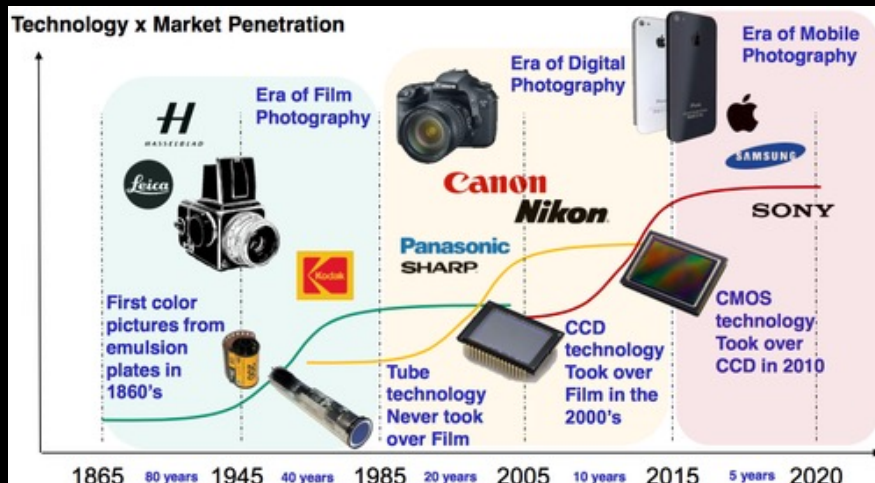 Technology x Market Penetration
Era of Film
Photography
HASSELBLAD
Leica
Kodak
First color
pictures from
emulsion
plates in
1860's
Era of Digital
Photography
Canon
Nikon
Panasonic
SHARP
Tube
technology
Never took
over Film
CCD
technology
Took over
Film in the
2000's
Era of Mobile
Photography
SAMSUNG
SONY
CMOS
technology
Took over
CCD in 2010
1865 80 years 1945 40 years 1985 20 years 2005 10 years 2015 5 years 2020